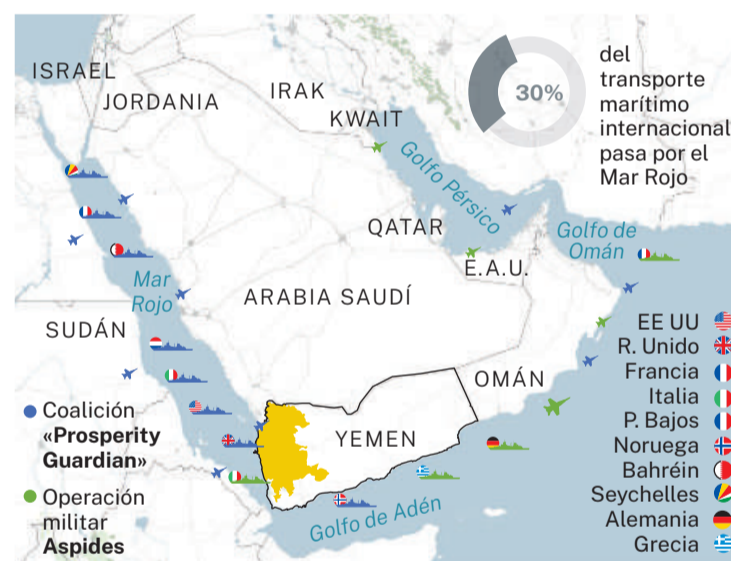 ISRAEL
JORDANIA
IRAK
KWAIT
30%
del
transporte
marítimo
internacional
pasa por el
Mar Rojo
Golfo Pérsico
QATAR
Golfo de
Omán
E.A.U.
Mar
Rojo
ARABIA SAUDÍ
SUDÁN
OMÁN
YEMEN
Golfo de Adén
Coalición
«Prosperity
Guardian»
Operación
militar
Aspides
EE UU
R. Unido
Francia
Italia
P. Bajos
Noruega
Bahréin
Seychelles
Alemania
Grecia